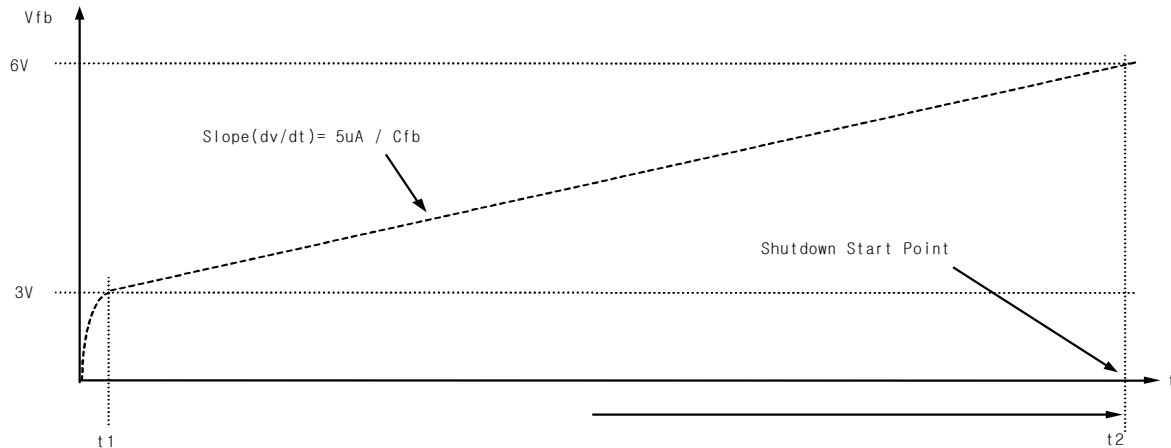 Vfb
6V
Slope(dv/dt)= 5uA / Cfb
Shutdown Start Point
3V
t
t1
t2